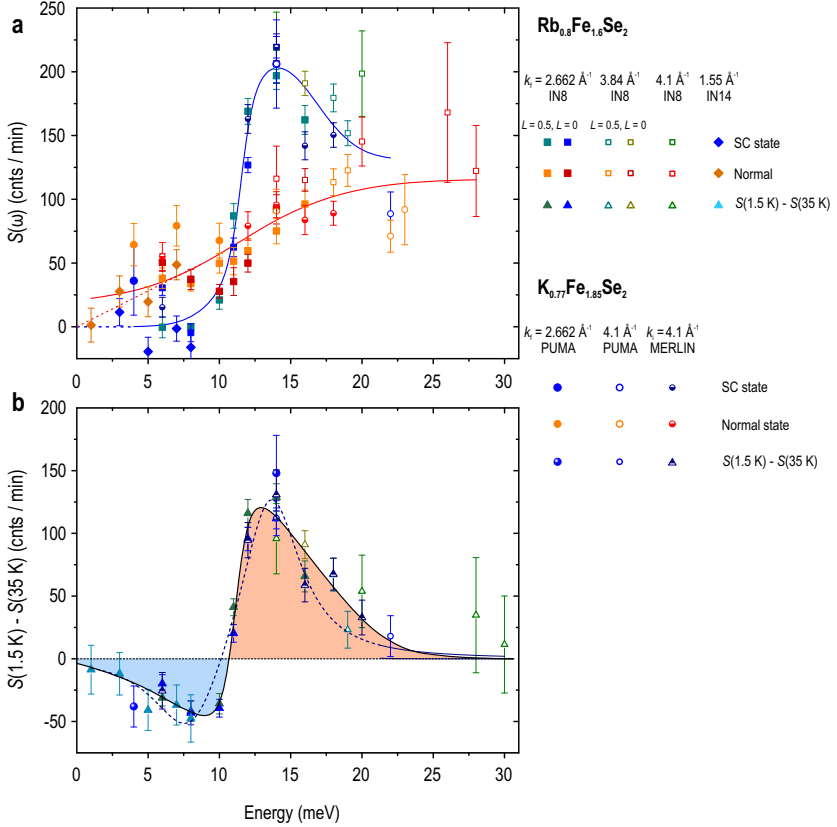 a
250
200
150
100
50
0
S(ω) (cnts / min)
0 5 10 15 20 25 30
Rb0.8Fe1.6Se2
kf = 2.662 Å-1 3.84 Å-1 4.1 Å-1 1.55 Å-1
IN8 IN8 IN8 IN14
L = 0.5, L = 0 L = 0.5, L = 0
SC state
Normal
S(1.5 K) - S(35 K)
K0.77Fe1.85Se2
kf = 2.662 Å-1 4.1 Å-1 ki = 4.1 Å-1
PUMA PUMA MERLIN
SC state
Normal state
S(1.5 K) - S(35 K)
b
200
150
100
50
0
-50
S(1.5 K) - S(35 K) (cnts / min)
0 5 10 15 20 25 30
Energy (meV)